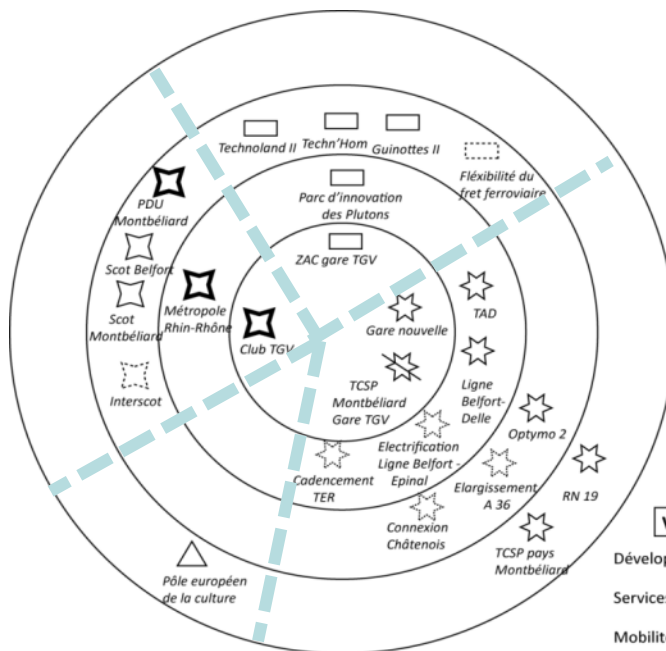 Technoland II
Techn'Hom
Guinottes II
Fléxibilité du
fret ferroviaire
Parc d'innovation
des Plutons
PDU
Montbéliard
ZAC gare TGV
Scot Belfort
Scot
Montbéliard
Métropole
Rhin-Rhône
Club TGV
Gare nouvelle
TAD
Interscot
TCSP
Montbéliard
Gare TGV
Ligne
Belfort-
Delle
Optymo 2
Electrification
Ligne Belfort -
Epinal
Cadencement
TER
Elargissement
A 36
RN 19
Connexion
Châtenois
TCSP pays
Montbéliard
Pôle européen
de la culture
Dévelop
Services
Mobilit